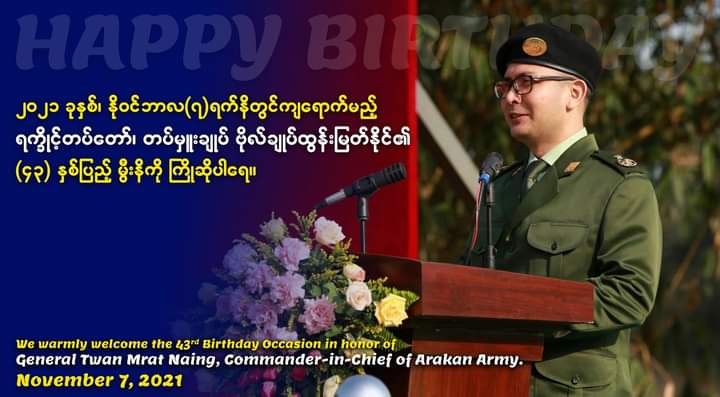 HAPPY BIRTHDAY
၂၀၂၁ ခုနှစ်၊ နိုဝင်ဘာလ(၇)ရက်နိတွင်ကျရောက်မည့်
ရက္ခိုင့်တပ်တော်၊ တပ်မှူးချုပ် ဗိုလ်ချုပ်ထွန်းမြတ်နိုင်၏
(၄၃) နှစ်ပြည့် မွီးနိကို ကြိုဆိုပါရေ။
We warmly welcome the 43rd Birthday Occasion in honor of
General Twan Mrat Naing, Commander-in-Chief of Arakan Army.
November 7, 2021